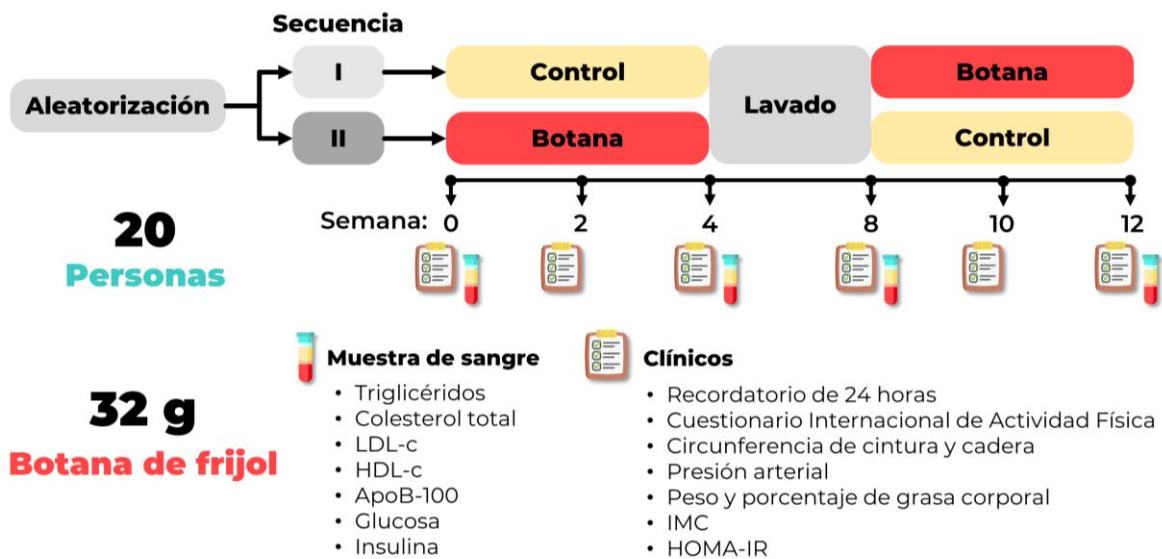 Secuencia
Aleatorización
I
Control
Botana
Lavado
II
Botana
Control
Semana: 0 2 4 8 10 12
20
Personas
32 g
Botana de frijol
Muestra de sangre
• Triglicéridos
• Colesterol total
• LDL-c
• HDL-c
• ApoB-100
• Glucosa
• Insulina
Clínicos
• Recordatorio de 24 horas
• Cuestionario Internacional de Actividad Física
• Circunferencia de cintura y cadera
• Presión arterial
• Peso y porcentaje de grasa corporal
• IMC
• HOMA-IR